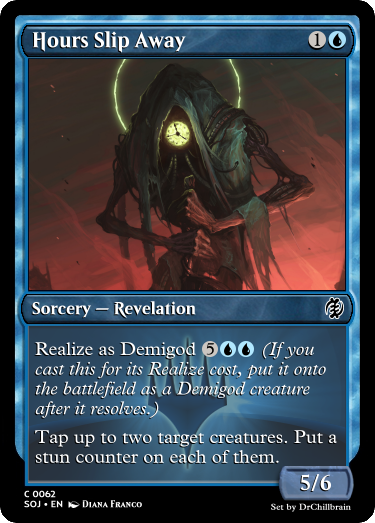 Hours Slip Away 1
Sorcery — Revelation
Realize as Demigod 5 (If you
cast this for its Realize cost, put it onto
the battlefield as a Demigod creature
after it resolves.)
Tap up to two target creatures. Put a
stun counter on each of them.
5/6
C 0062
SOJ • EN Diana Franco
Set by DrChillbrain